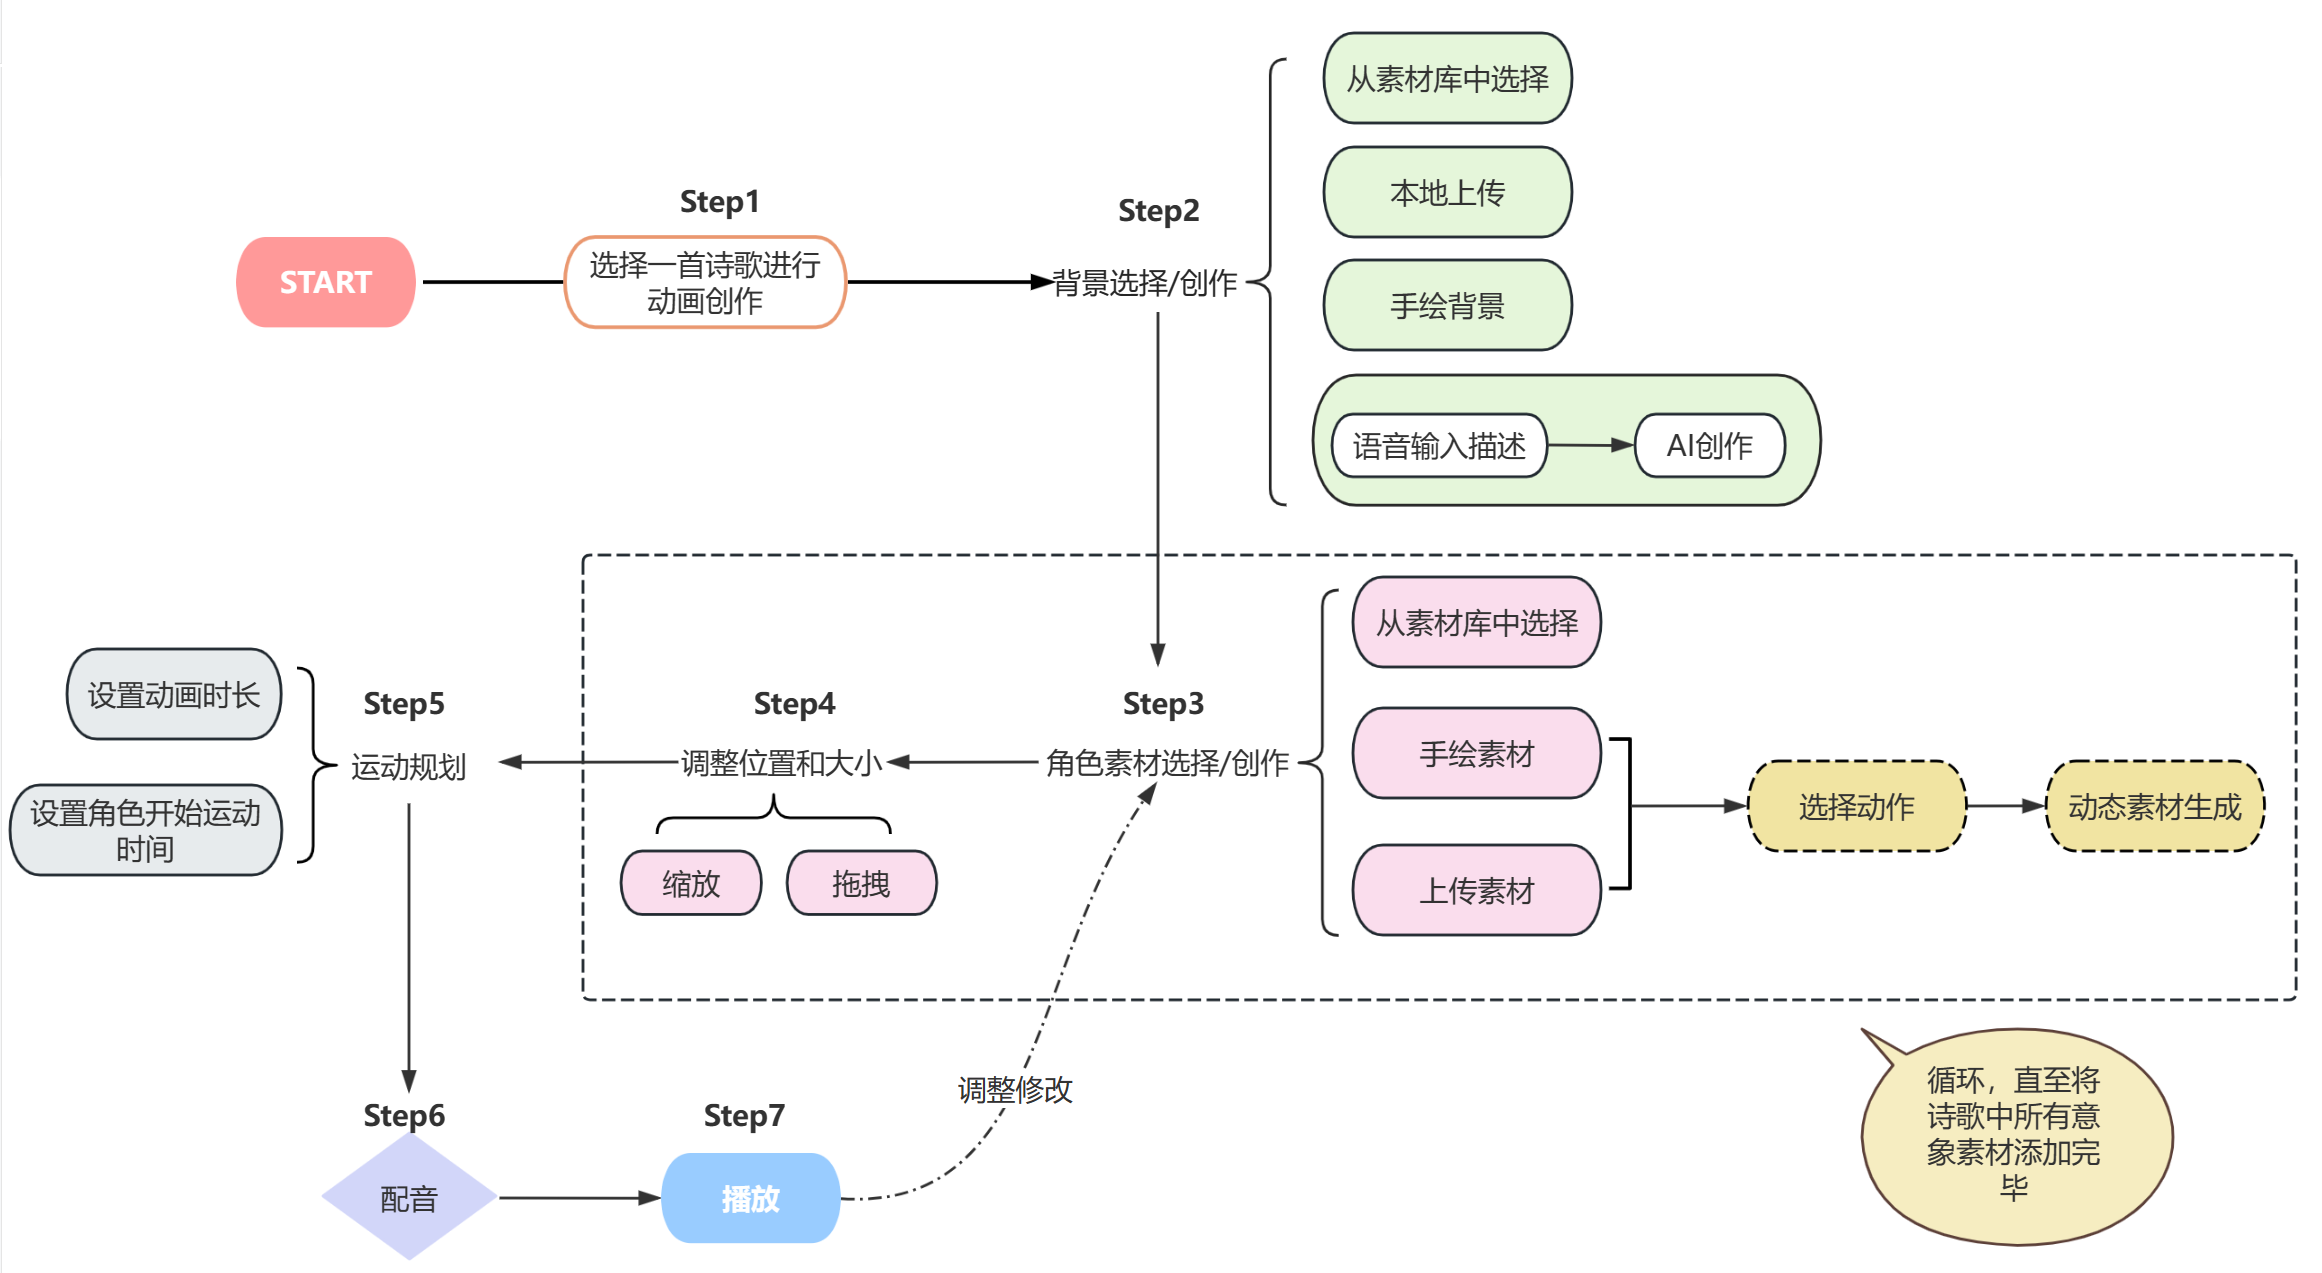 START
Step1
选择一首诗歌进行
动画创作
Step2
背景选择/创作
从素材库中选择
本地上传
手绘背景
语音输入描述
AI创作
Step3
角色素材选择/创作
从素材库中选择
手绘素材
上传素材
选择动作
动态素材生成
Step4
调整位置和大小
缩放
拖拽
Step5
运动规划
设置动画时长
设置角色开始运动
时间
Step6
配音
Step7
播放
调整修改
循环，直至将
诗歌中所有意
象素材添加完
毕